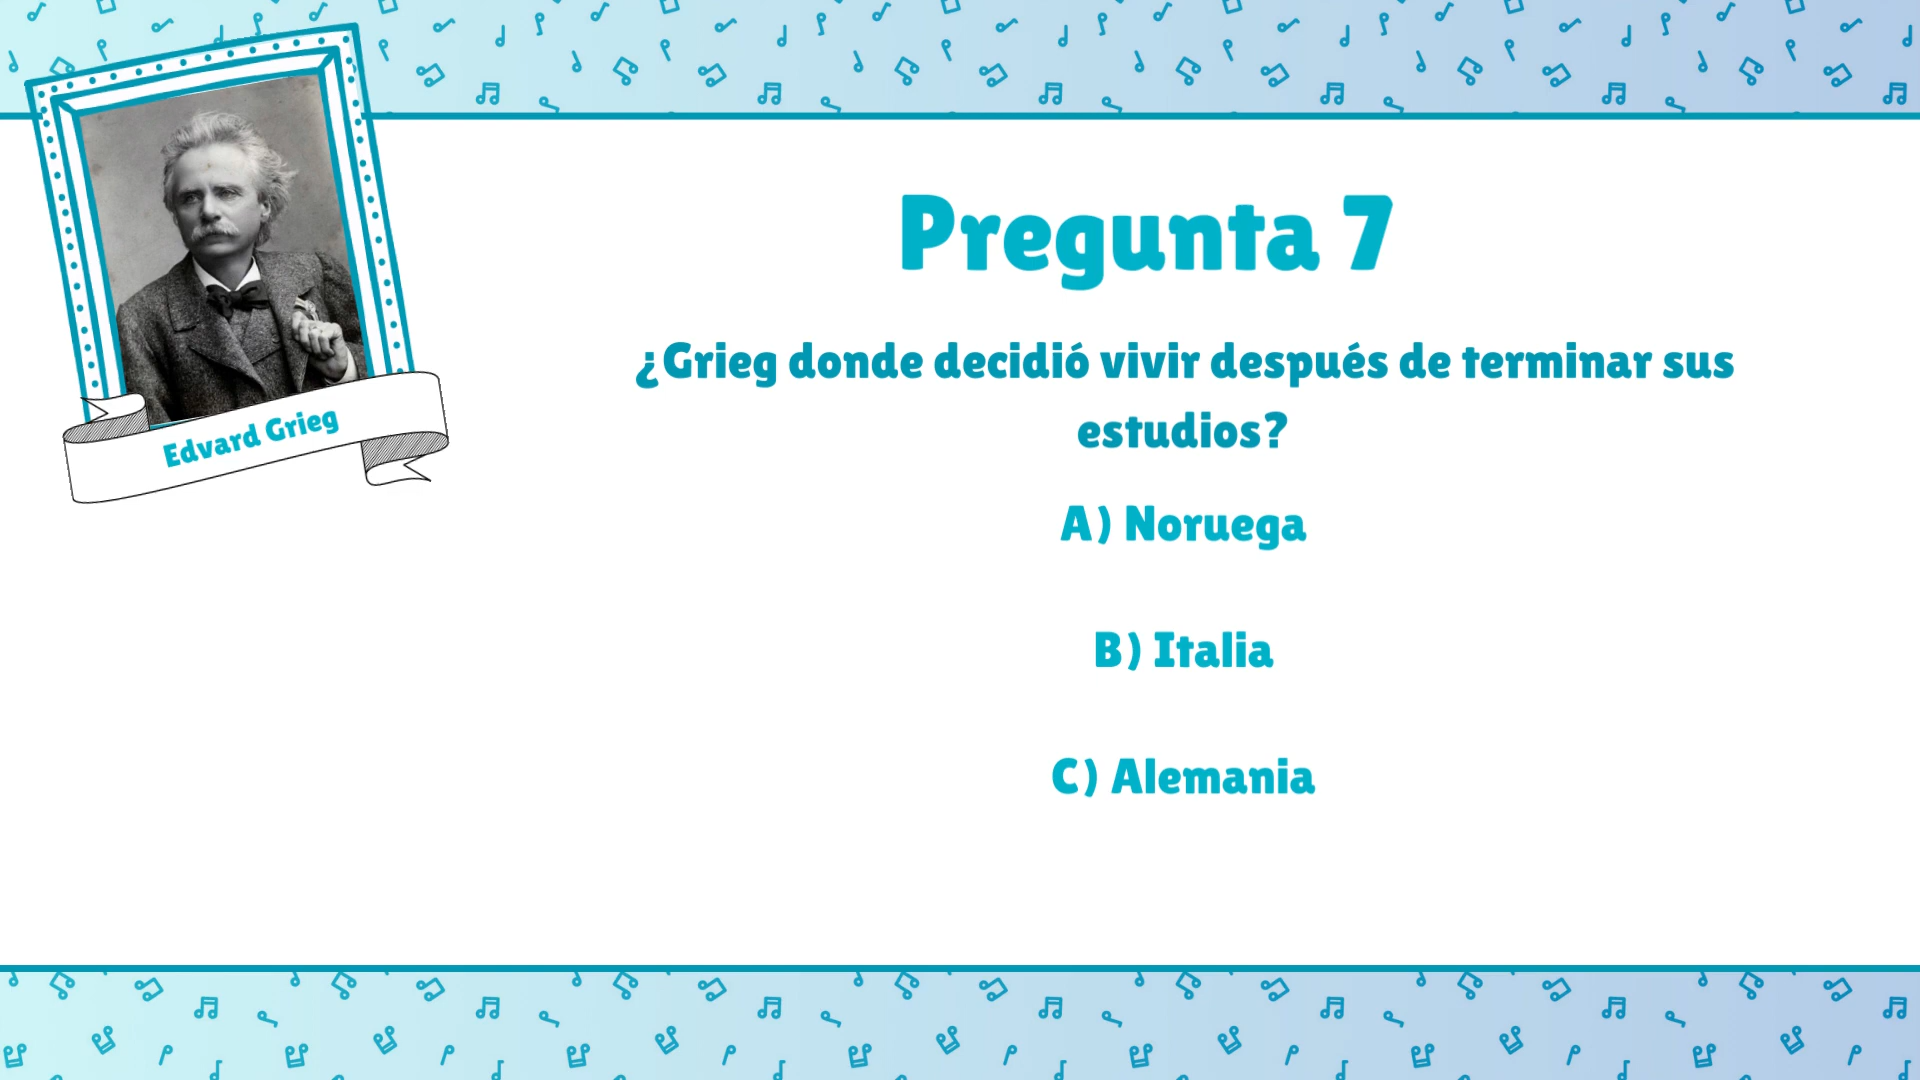 Edvard Grieg
Pregunta 7
¿Grieg donde decidió vivir después de terminar sus
estudios?
A) Noruega
B) Italia
C) Alemania